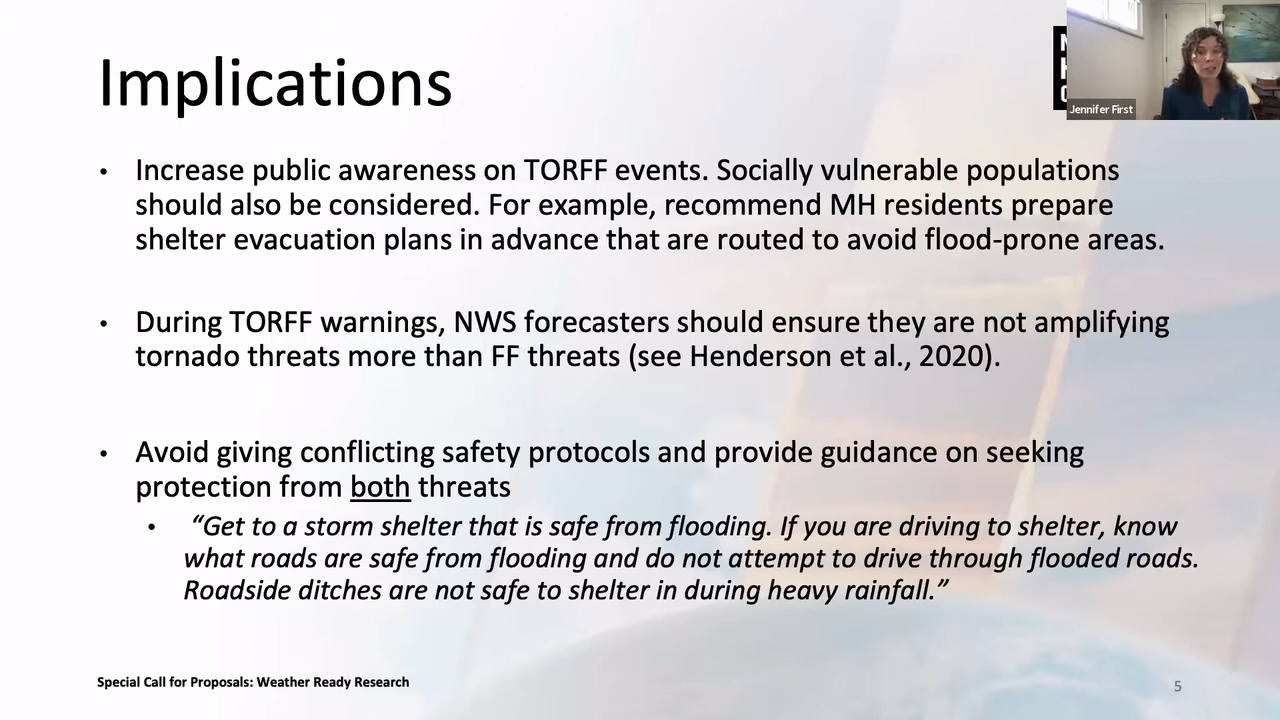 Implications
Jennifer First
• Increase public awareness on TORFF events. Socially vulnerable populations
should also be considered. For example, recommend MH residents prepare
shelter evacuation plans in advance that are routed to avoid flood-prone areas.
• During TORFF warnings, NWS forecasters should ensure they are not amplifying
tornado threats more than FF threats (see Henderson et al., 2020).
• Avoid giving conflicting safety protocols and provide guidance on seeking
protection from both threats
• “Get to a storm shelter that is safe from flooding. If you are driving to shelter, know
what roads are safe from flooding and do not attempt to drive through flooded roads.
Roadside ditches are not safe to shelter in during heavy rainfall.”
Special Call for Proposals: Weather Ready Research
5